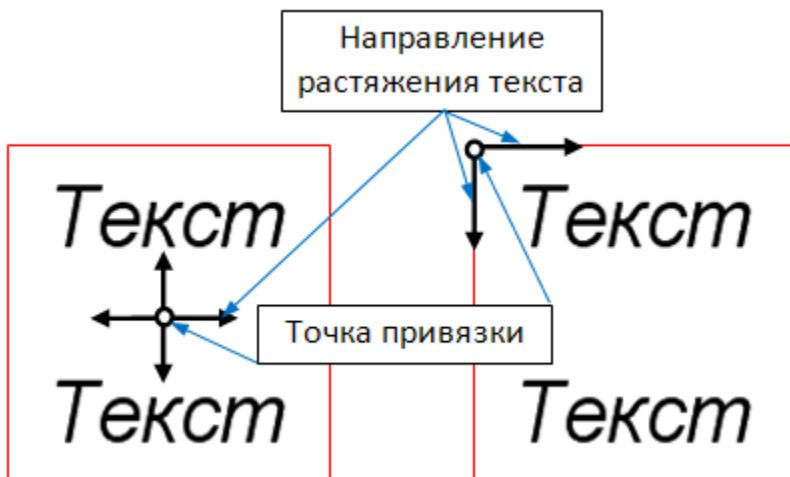 Направление
растяжения текста
Текст
Текст
Точка привязки
Текст
Текст